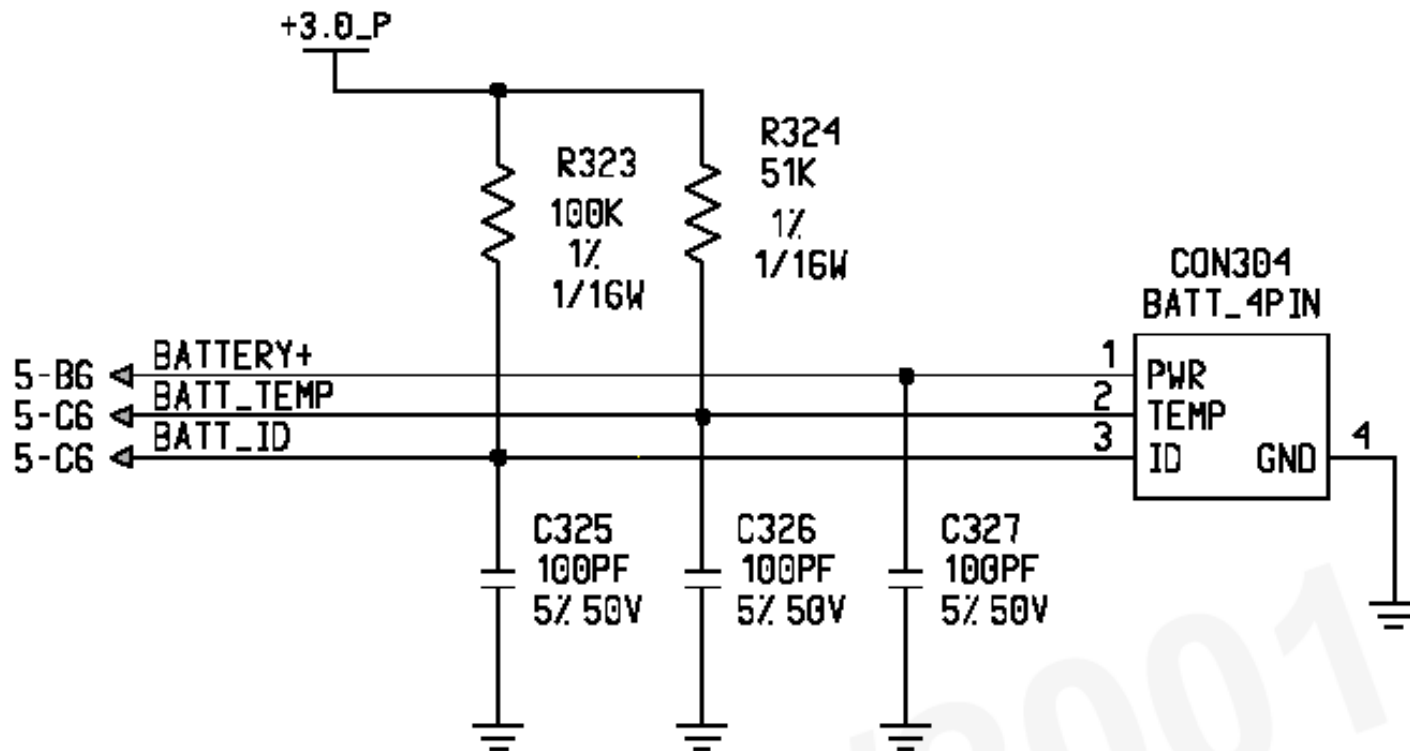 +3.0_P
R323
100K
1%
1/16W
R324
51K
1%
1/16W
CON304
BATT_4PIN
5-B6 BATTERY+ 1 PWR
5-C6 BATT_TEMP 2 TEMP
5-C6 BATT_ID 3 ID GND 4
C325
100PF
5% 50V
C326
100PF
5% 50V
C327
100PF
5% 50V